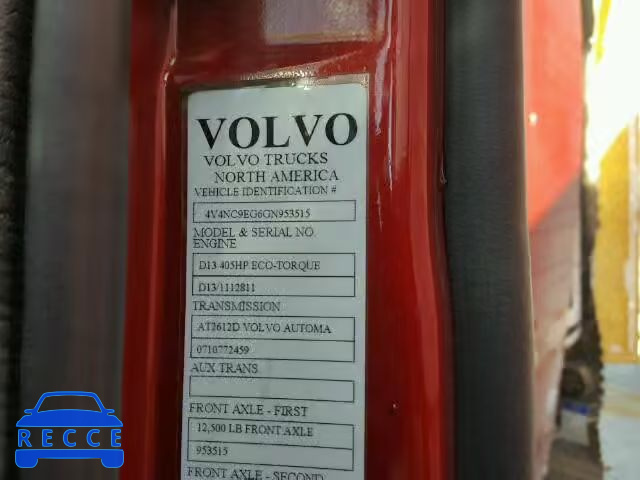 VOLVO
VOLVO TRUCKS
NORTH AMERICA
VEHICLE IDENTIFICATION #
4V4NC9EG6GN953515
MODEL & SERIAL NO.
ENGINE
D13 405HP ECO-TORQUE
D13/1112811
TRANSMISSION
AT2612D VOLVO AUTOMA
0710772459
AUX TRANS
FRONT AXLE - FIRST
12,500 LB FRONT AXLE
953515
FRONT AXLE - SECOND
RECCE